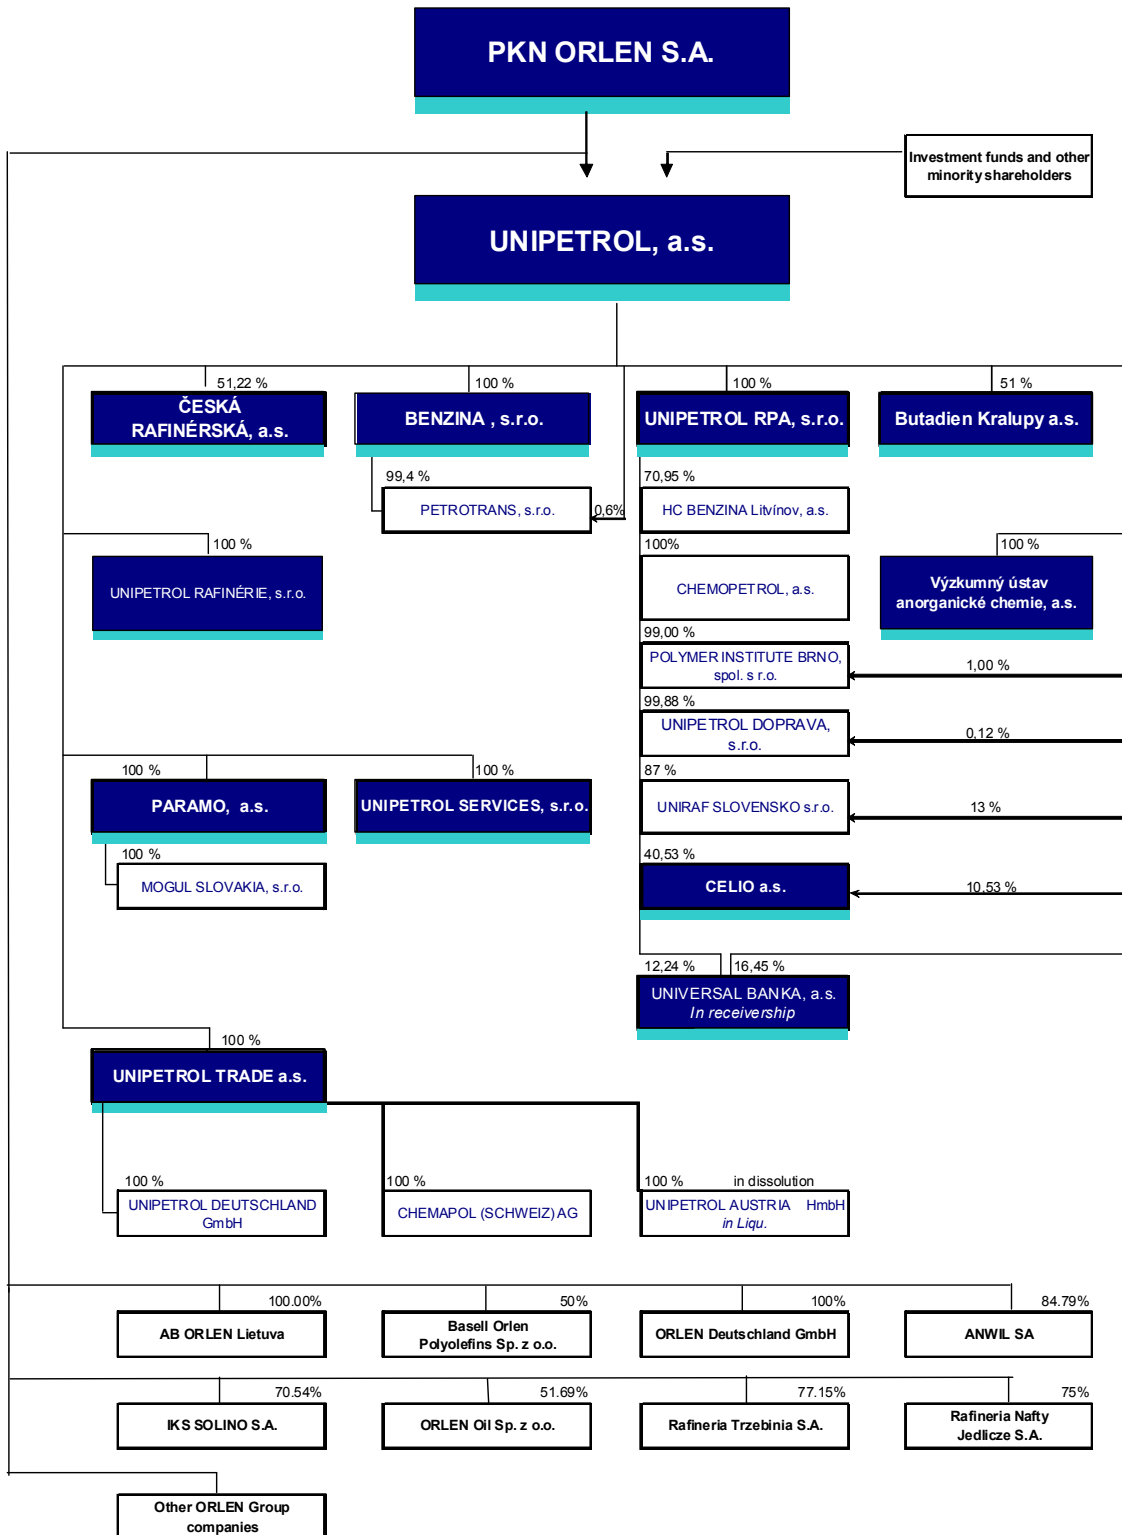 PKN ORLEN S.A.
Investment funds and other
minority shareholders
UNIPETROL, a.s.
51,22 %
100 %
100 %
51 %
ČESKÁ
RAFINÉRSKÁ, a.s.
BENZINA , s.r.o.
UNIPETROL RPA, s.r.o.
Butadien Kralupy a.s.
99,4 %
70,95 %
PETROTRANS, s.r.o.
0,6%
HC BENZINA Litvínov, a.s.
100 %
100%
100 %
UNIPETROL RAFINÉRIE, s.r.o.
CHEMOPETROL, a.s.
Výzkumný ústav
anorganické chemie, a.s.
99,00 %
POLYMER INSTITUTE BRNO,
spol. s r.o.
1,00 %
99,88 %
UNIPETROL DOPRAVA,
s.r.o.
0,12 %
100 %
100 %
87 %
PARAMO, a.s.
UNIPETROL SERVICES, s.r.o.
UNIRAF SLOVENSKO s.r.o.
13 %
100 %
40,53 %
MOGUL SLOVAKIA, s.r.o.
CELIO a.s.
10,53 %
12,24 %
16,45 %
UNIVERSAL BANKA, a.s.
In receivership
100 %
UNIPETROL TRADE a.s.
100 %
100 %
100 % in dissolution
UNIPETROL DEUTSCHLAND
GmbH
CHEMAPOL (SCHWEIZ) AG
UNIPETROL AUSTRIA HmbH
in Liqu.
100.00%
50%
100%
84.79%
AB ORLEN Lietuva
Basell Orlen
Polyolefins Sp. z o.o.
ORLEN Deutschland GmbH
ANWIL SA
70.54%
51.69%
77.15%
75%
IKS SOLINO S.A.
ORLEN Oil Sp. z o.o.
Rafineria Trzebinia S.A.
Rafineria Nafty
Jedlicze S.A.
Other ORLEN Group
companies